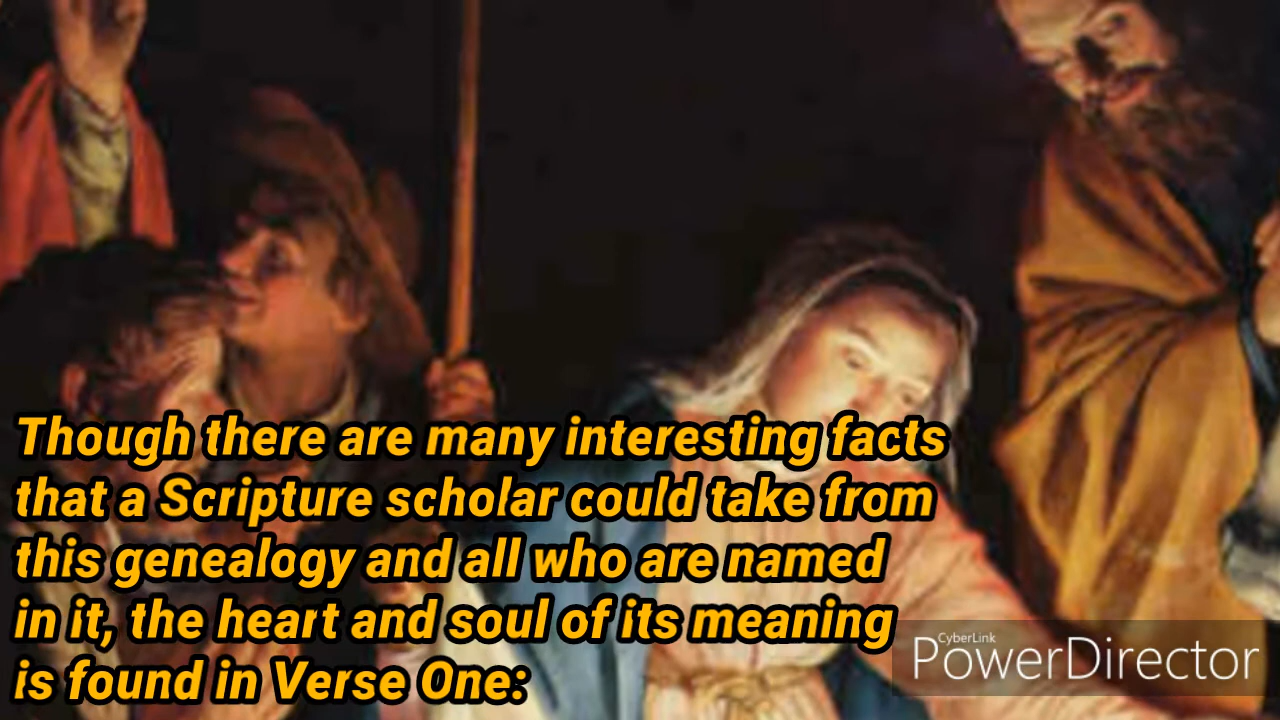 Though there are many interesting facts
that a Scripture scholar could take from
this genealogy and all who are named
in it, the heart and soul of its meaning
is found in Verse One:
CyberLink
PowerDirector